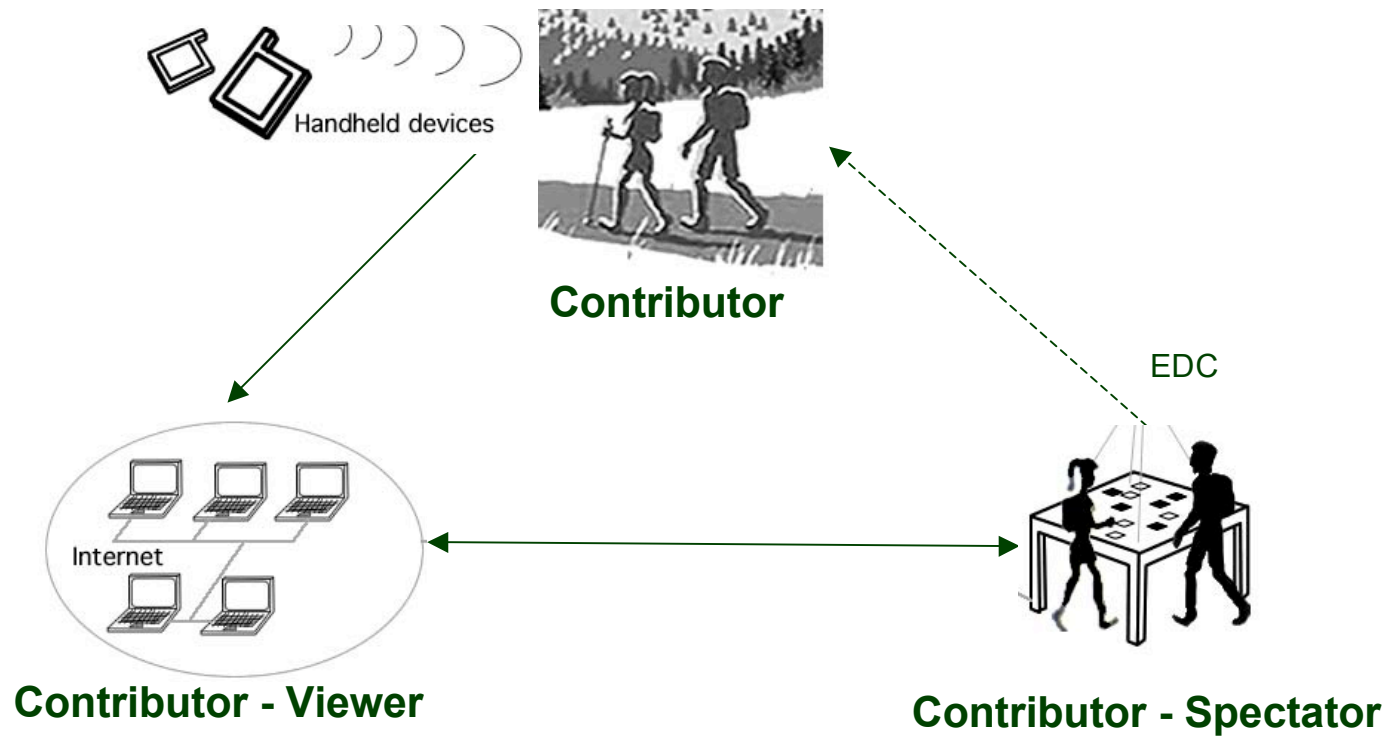 Handheld devices
Contributor
EDC
Internet
Contributor - Viewer
Contributor - Spectator